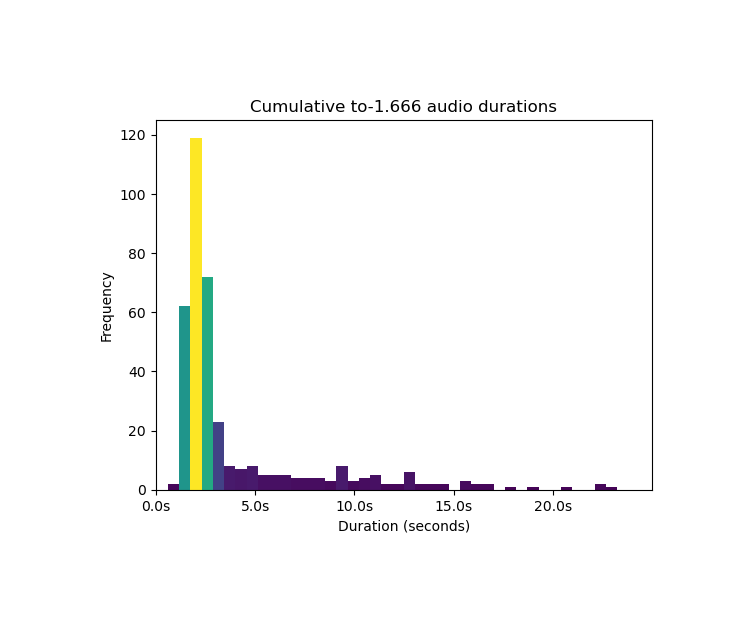 Cumulative to-1.666 audio durations
120
100
80
60
40
20
0
Frequency
0.0s 5.0s 10.0s 15.0s 20.0s
Duration (seconds)